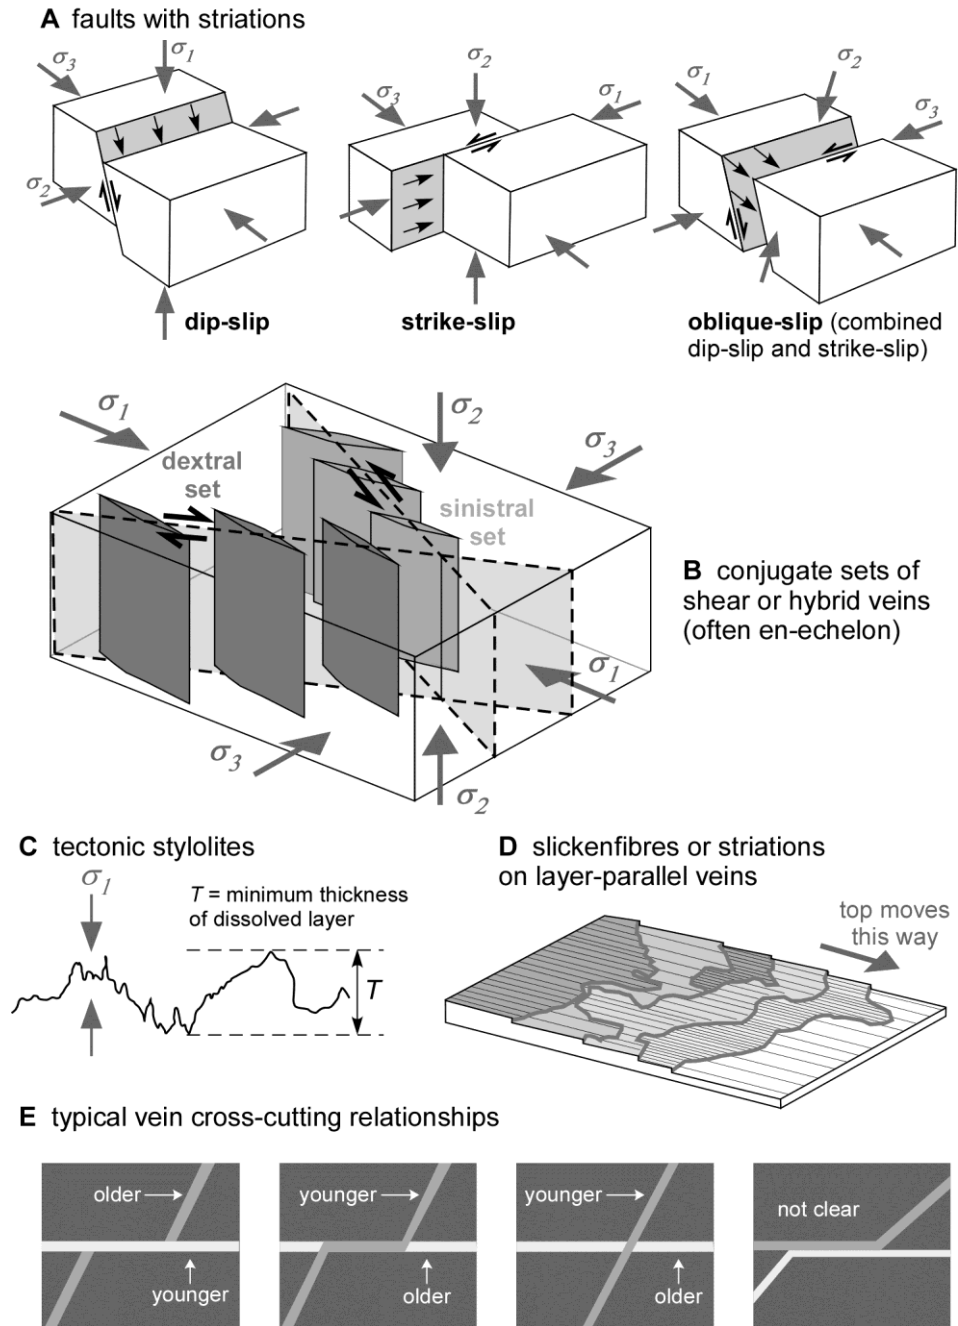 A faults with striations
σ3
σ1
σ2
dip-slip
σ2
σ3
σ1
strike-slip
σ1
σ2
σ3
oblique-slip (combined
dip-slip and strike-slip)
σ1
σ2
σ3
dextral
set
sinistral
set
B conjugate sets of
shear or hybrid veins
(often en-echelon)
σ1
σ3
σ2
C tectonic stylolites
σ1
T = minimum thickness
of dissolved layer
T
D slickenfibres or striations
on layer-parallel veins
top moves
this way
E typical vein cross-cutting relationships
older
younger
younger
older
younger
older
not clear